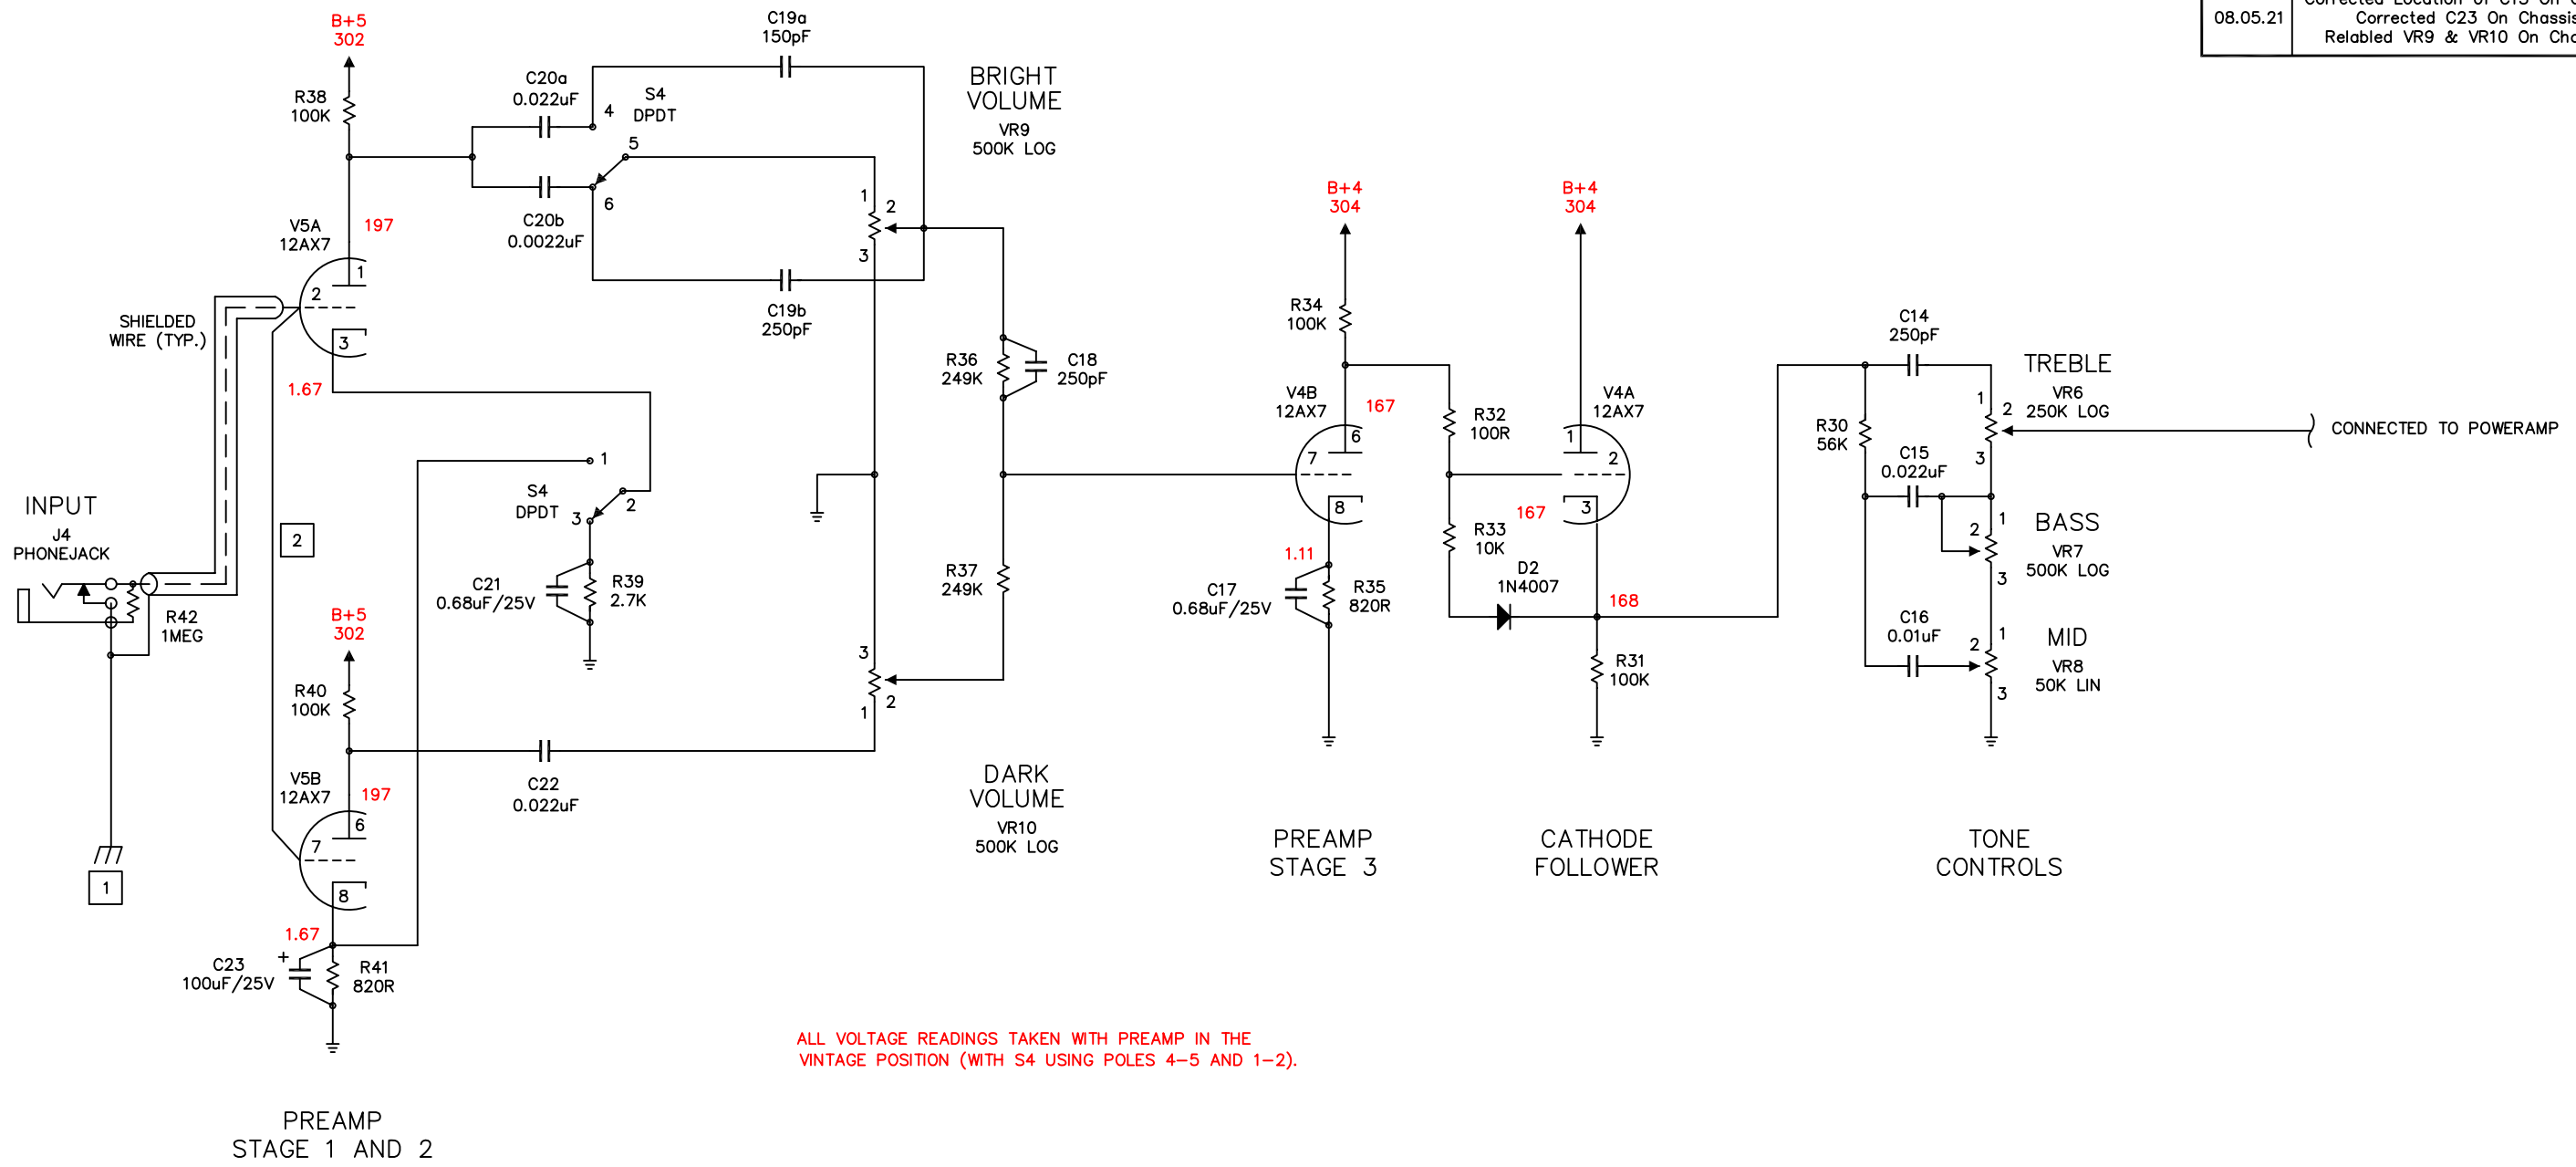 08.05.21
Corrected C23 On Chassis
Relabled VR9 & VR10 On
B+5
302
R38
100K
C20a
0.022uF
C20b
0.0022uF
4
5
6
S4
DPDT
C19a
150pF
C19b
250pF
BRIGHT
VOLUME
VR9
500K LOG
1
2
3
V5A
12AX7
197
1
2
3
1.67
SHIELDED
WIRE (TYP.)
INPUT
J4
PHONEJACK
R42
1MEG
1
2
S4
DPDT
1
2
3
C21
0.68uF/25V
R39
2.7K
B+5
302
R40
100K
V5B
12AX7
197
6
7
8
1.67
+
C23
100uF/25V
R41
820R
C22
0.022uF
3
2
1
DARK
VOLUME
VR10
500K LOG
R36
249K
C18
250pF
R37
249K
B+4
304
R34
100K
V4B
12AX7
167
6
7
8
1.11
C17
0.68uF/25V
R35
820R
R32
100R
R33
10K
D2
1N4007
B+4
304
V4A
12AX7
1
2
3
167
168
R31
100K
R30
56K
C14
250pF
C15
0.022uF
C16
0.01uF
TREBLE
VR6
250K LOG
1
2
3
BASS
VR7
500K LOG
1
2
3
MID
VR8
50K LIN
1
2
3
CONNECTED TO POWERAMP
PREAMP
STAGE 3
CATHODE
FOLLOWER
TONE
CONTROLS
ALL VOLTAGE READINGS TAKEN WITH PREAMP IN THE
VINTAGE POSITION (WITH S4 USING POLES 4-5 AND 1-2).
PREAMP
STAGE 1 AND 2